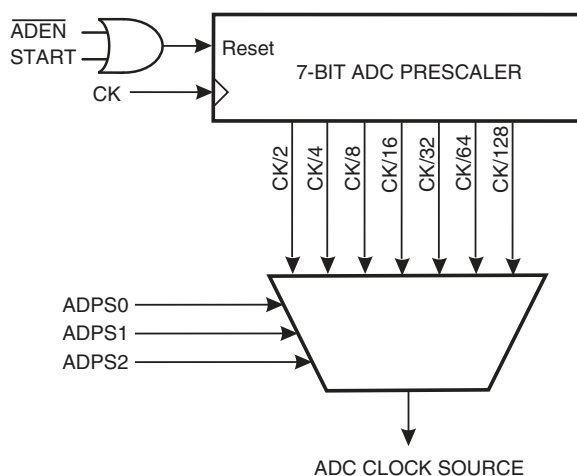 A̅D̅E̅N̅
START
Reset
7-BIT ADC PRESCALER
CK
CK/2
CK/4
CK/8
CK/16
CK/32
CK/64
CK/128
ADPS0
ADPS1
ADPS2
ADC CLOCK SOURCE